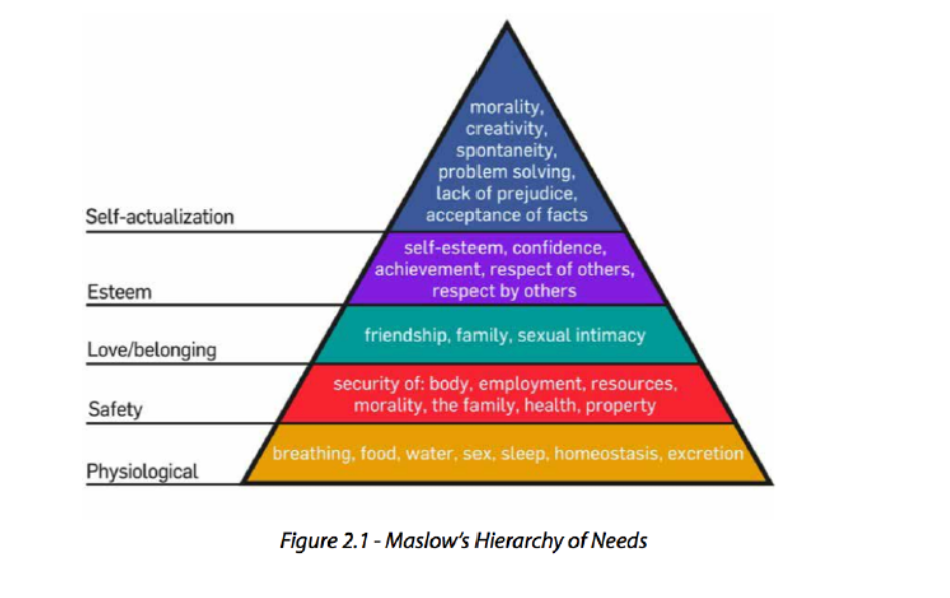 morality,
creativity,
spontaneity,
problem solving,
lack of prejudice,
acceptance of facts
Self-actualization
self-esteem, confidence,
achievement, respect of others,
respect by others
Esteem
friendship, family, sexual intimacy
Love/belonging
security of: body, employment, resources,
morality, the family, health, property
Safety
breathing, food, water, sex, sleep, homeostasis, excretion
Physiological
Figure 2.1 - Maslow's Hierarchy of Needs